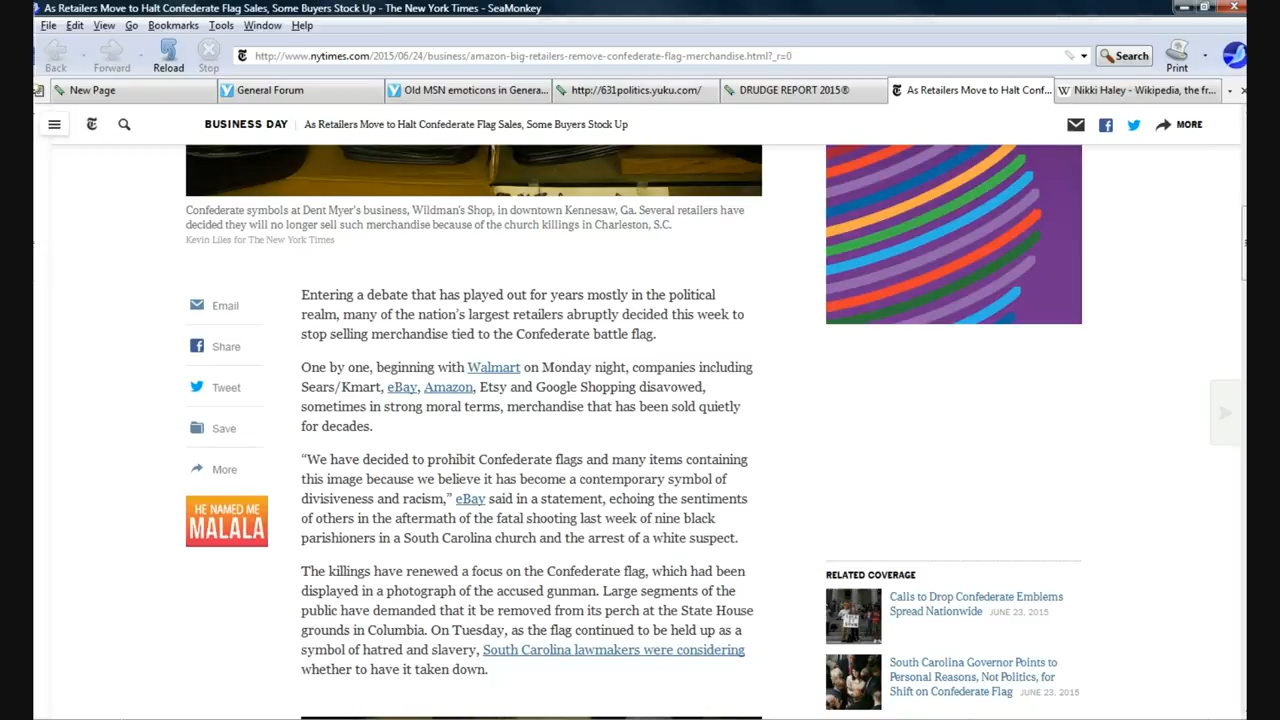 As Retailers Move to Halt Confederate Flag Sales, Some Buyers Stock Up - The New York Times - SeaMonkey
File Edit View Go Bookmarks Tools Window Help
Back Forward Reload Stop
http://www.nytimes.com/2015/06/24/business/amazon-big-retailers-remove-confederate-flag-merchandise.html?_r=0
Search
Print
New Page
General Forum
Old MSN emoticons in Genera...
http://631politics.yuku.com/
DRUDGE REPORT 2015®
As Retailers Move to Halt Conf...
Nikki Haley - Wikipedia, the fr...
BUSINESS DAY
As Retailers Move to Halt Confederate Flag Sales, Some Buyers Stock Up
MORE
Confederate symbols at Dent Myer's business, Wildman's Shop, in downtown Kennesaw, Ga. Several retailers have
decided they will no longer sell such merchandise because of the church killings in Charleston, S.C.
Kevin Liles for The New York Times
Email
Share
Tweet
Save
More
HE NAMED ME
MALALA
Entering a debate that has played out for years mostly in the political
realm, many of the nation's largest retailers abruptly decided this week to
stop selling merchandise tied to the Confederate battle flag.
One by one, beginning with Walmart on Monday night, companies including
Sears/Kmart, eBay, Amazon, Etsy and Google Shopping disavowed,
sometimes in strong moral terms, merchandise that has been sold quietly
for decades.
“We have decided to prohibit Confederate flags and many items containing
this image because we believe it has become a contemporary symbol of
divisiveness and racism,” eBay said in a statement, echoing the sentiments
of others in the aftermath of the fatal shooting last week of nine black
parishioners in a South Carolina church and the arrest of a white suspect.
The killings have renewed a focus on the Confederate flag, which had been
displayed in a photograph of the accused gunman. Large segments of the
public have demanded that it be removed from its perch at the State House
grounds in Columbia. On Tuesday, as the flag continued to be held up as a
symbol of hatred and slavery, South Carolina lawmakers were considering
whether to have it taken down.
RELATED COVERAGE
Calls to Drop Confederate Emblems
Spread Nationwide JUNE 23, 2015
South Carolina Governor Points to
Personal Reasons, Not Politics, for
Shift on Confederate Flag JUNE 23, 2015